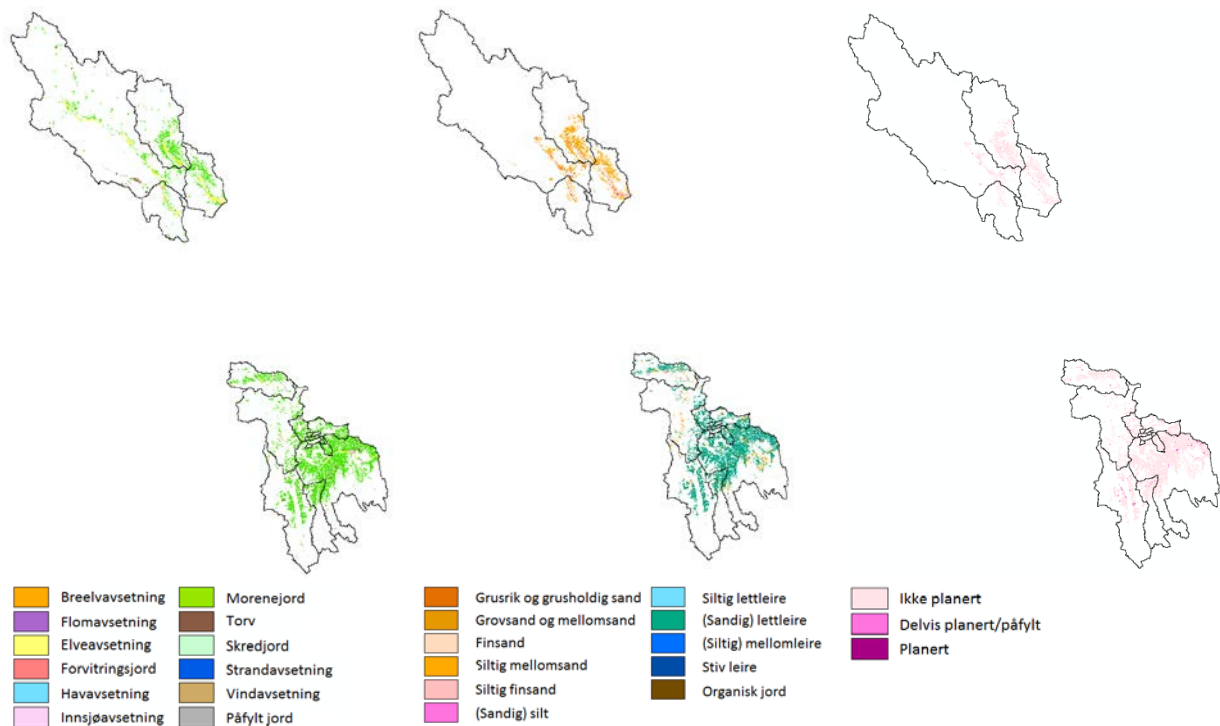 Breelvavsetning
Flomavsetning
Elveavsetning
Forvitringsjord
Havavsetning
Innsjøavsetning
Morenejord
Torv
Skredjord
Strandavsetning
Vindavsetning
Påfylt jord
Grusrik og grusholdig sand
Grovsand og mellomsand
Finsand
Siltig mellomsand
Siltig finsand
(Sandig) silt
Siltig lettleire
(Sandig) lettleire
(Siltig) mellomleire
Stiv leire
Organisk jord
Ikke planert
Delvis planert/påfylt
Planert